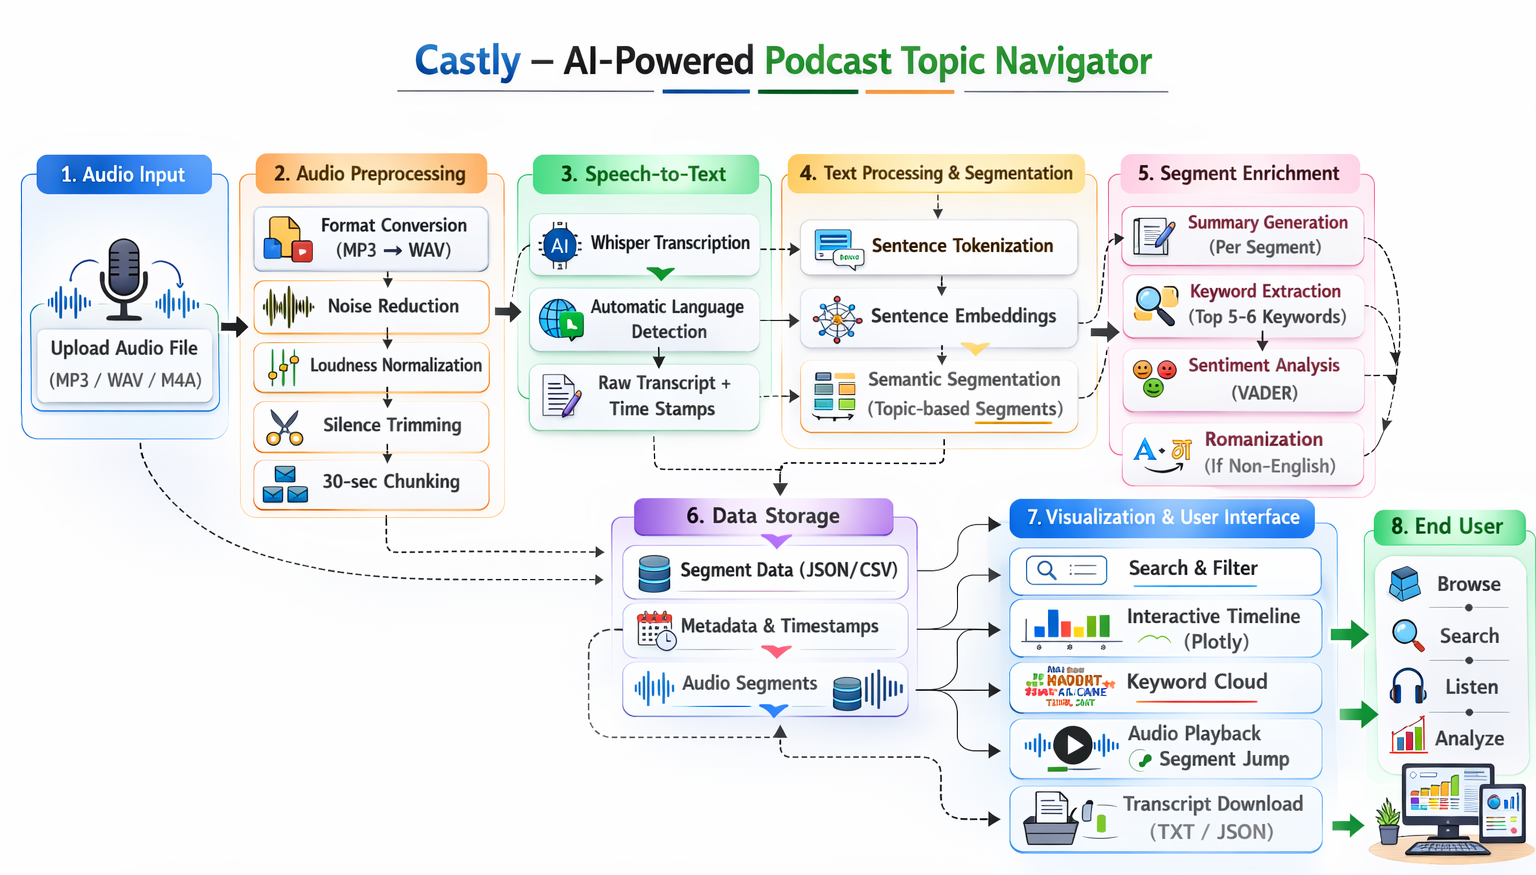 Castly – AI-Powered Podcast Topic Navigator
1. Audio Input
Upload Audio File
(MP3 / WAV / M4A)
2. Audio Preprocessing
Format Conversion
(MP3 → WAV)
Noise Reduction
Loudness Normalization
Silence Trimming
30-sec Chunking
3. Speech-to-Text
AI
Whisper Transcription
Automatic Language
Detection
Raw Transcript +
Time Stamps
4. Text Processing & Segmentation
Sentence Tokenization
Sentence Embeddings
Semantic Segmentation
(Topic-based Segments)
5. Segment Enrichment
Summary Generation
(Per Segment)
Keyword Extraction
(Top 5-6 Keywords)
Sentiment Analysis
(VADER)
Romanization
(If Non-English)
6. Data Storage
Segment Data (JSON/CSV)
Metadata & Timestamps
Audio Segments
7. Visualization & User Interface
Search & Filter
Interactive Timeline
(Plotly)
Keyword Cloud
Audio Playback
Segment Jump
Transcript Download
(TXT / JSON)
8. End User
Browse
Search
Listen
Analyze